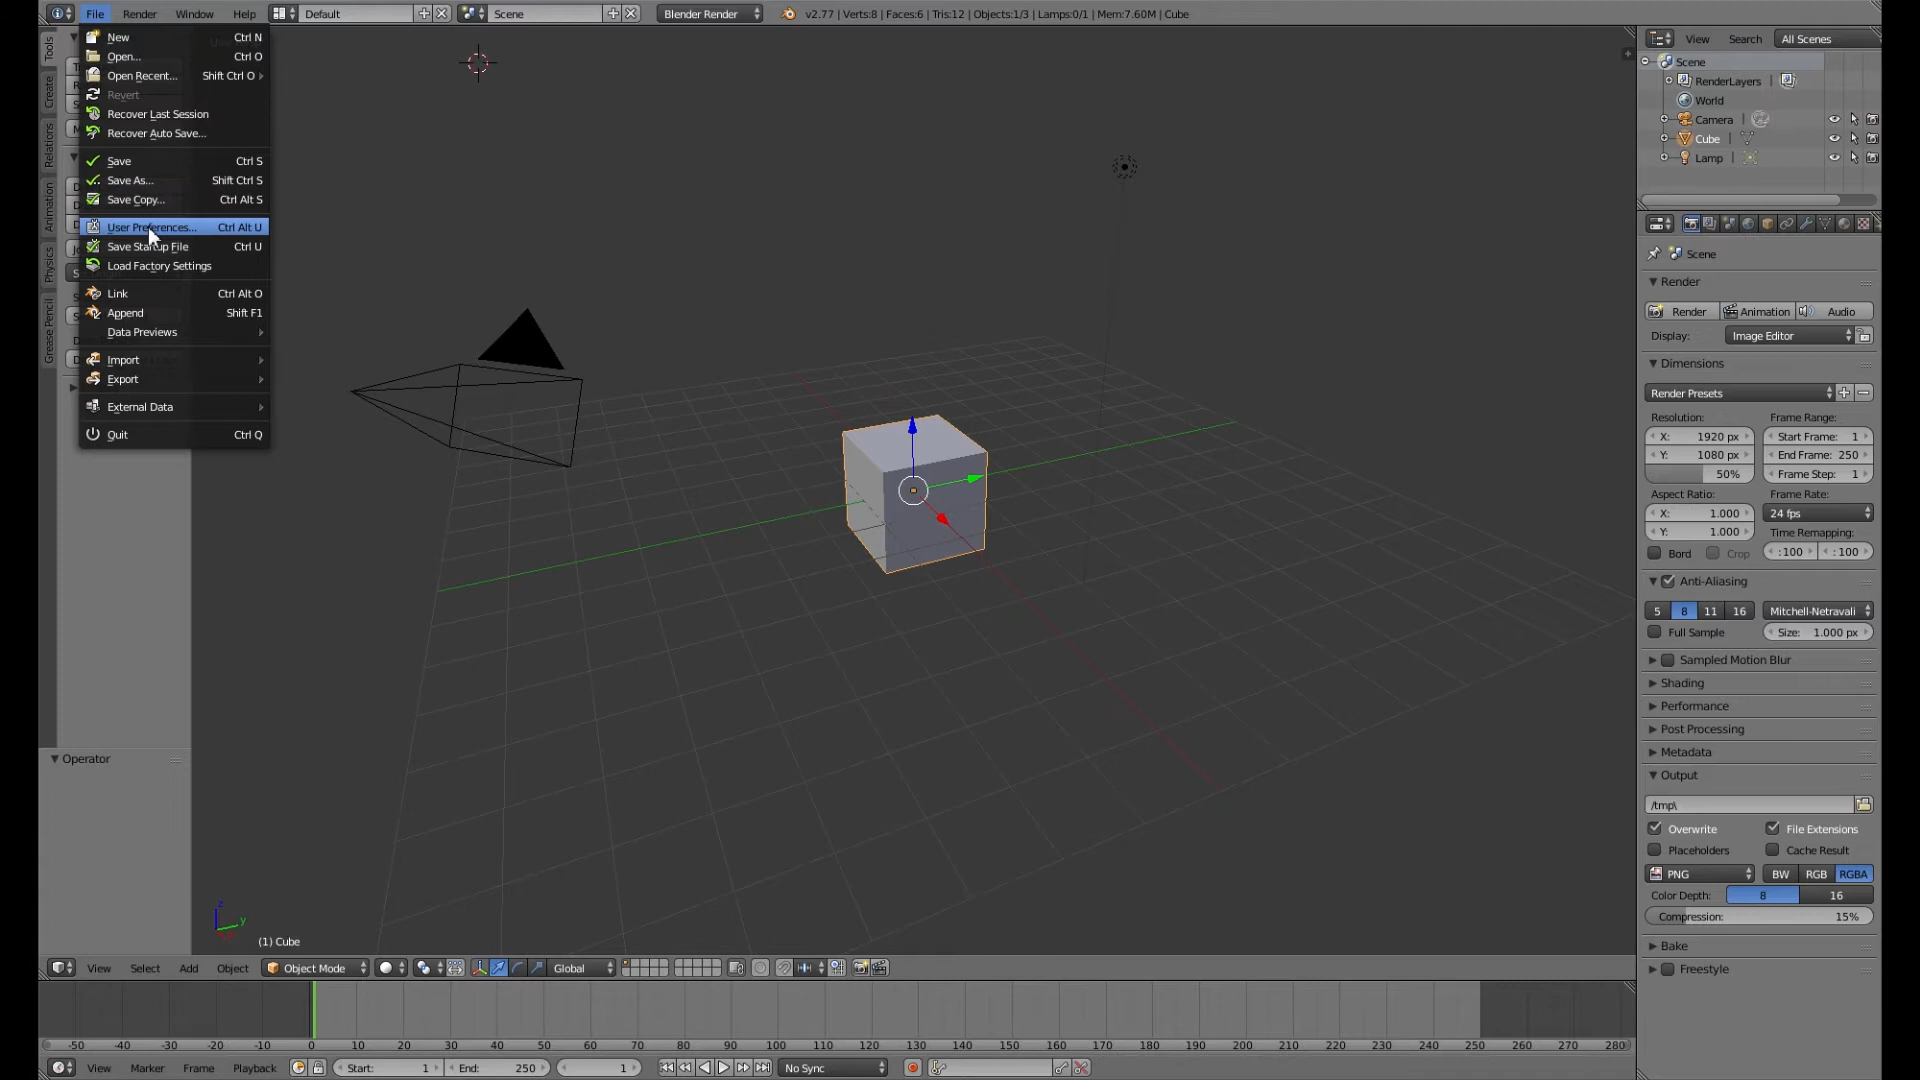 File Render Window Help Default Scene Blender Render v2.77 | Verts:8 | Faces:6 | Tris:12 | Objects:1/3 | Lamps:0/1 | Mem:7.60M | Cube
New Ctrl N
Open... Ctrl O
Open Recent... Shift Ctrl O
Revert
Recover Last Session
Recover Auto Save...
Save Ctrl S
Save As... Shift Ctrl S
Save Copy... Ctrl Alt S
User Preferences... Ctrl Alt U
Save Startup File Ctrl U
Load Factory Settings
Link Ctrl Alt O
Append Shift F1
Data Previews
Import
Export
External Data
Quit Ctrl Q
Tools
Create
Relations
Animation
Physics
Grease Pencil
Operator
z
y
(1) Cube
View Search All Scenes
Scene
RenderLayers
World
Camera
Cube
Lamp
Scene
Render
Render Animation Audio
Display: Image Editor
Dimensions
Render Presets
Resolution: Frame Range:
X: 1920 px Start Frame: 1
Y: 1080 px End Frame: 250
50% Frame Step: 1
Aspect Ratio: Frame Rate:
X: 1.000 24 fps
Y: 1.000 Time Remapping:
Bord Crop :100 :100
Anti-Aliasing
5 8 11 16 Mitchell-Netravali
Full Sample Size: 1.000 px
Sampled Motion Blur
Shading
Performance
Post Processing
Metadata
Output
/tmp\
Overwrite File Extensions
Placeholders Cache Result
PNG BW RGB RGBA
Color Depth: 8 16
Compression: 15%
Bake
Freestyle
View Select Add Object Object Mode Global
-50 -40 -30 -20 -10 0 10 20 30 40 50 60 70 80 90 100 110 120 130 140 150 160 170 180 190 200 210 220 230 240 250 260 270 280
View Marker Frame Playback Start: 1 End: 250 1 No Sync